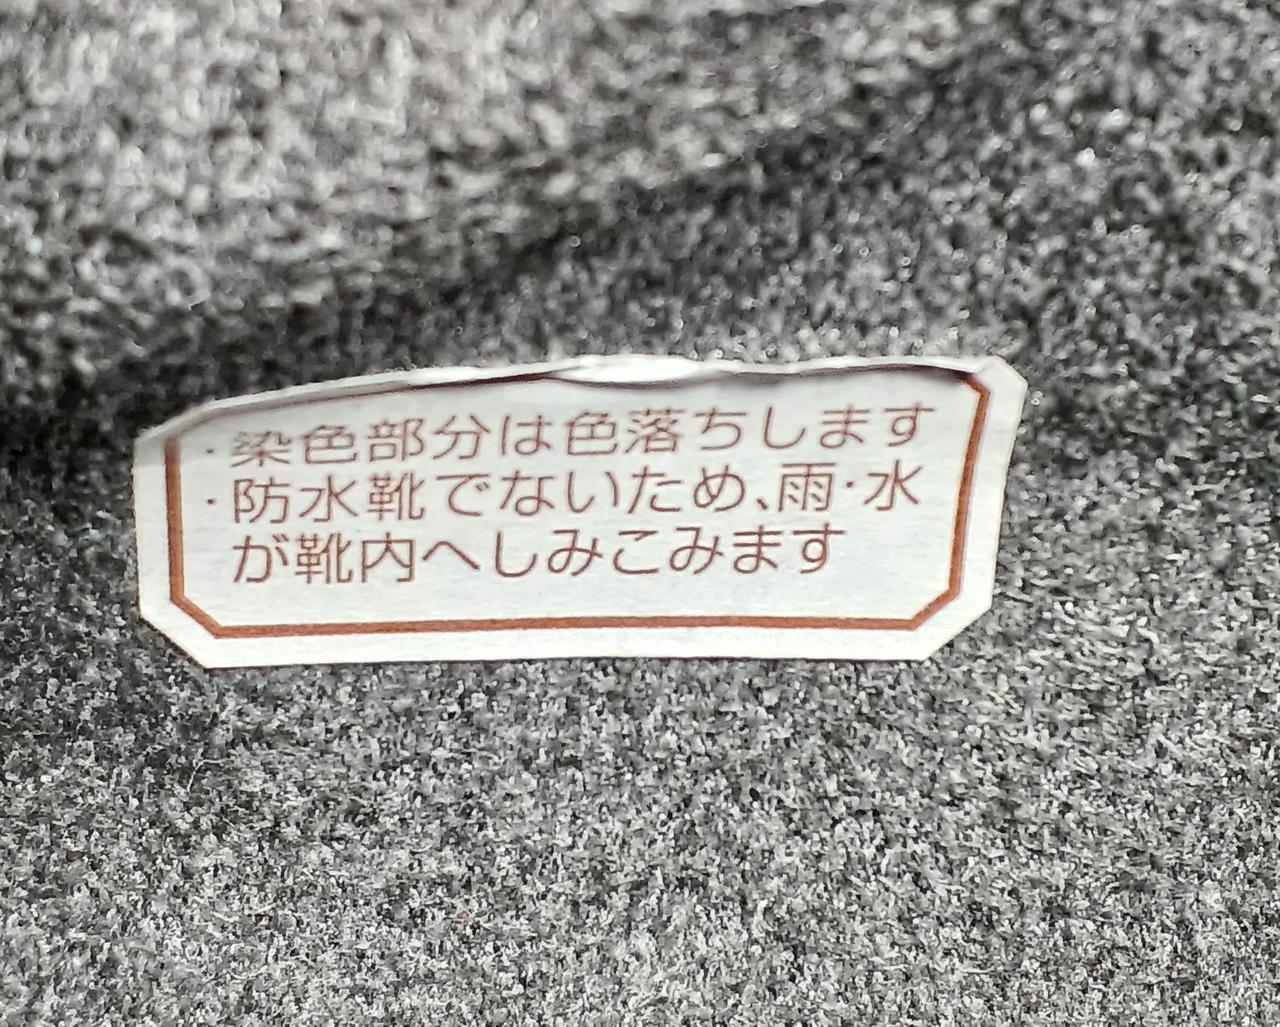 ・染色部分は色落ちします
・防水靴でないため、雨・水
が靴内へしみこみます